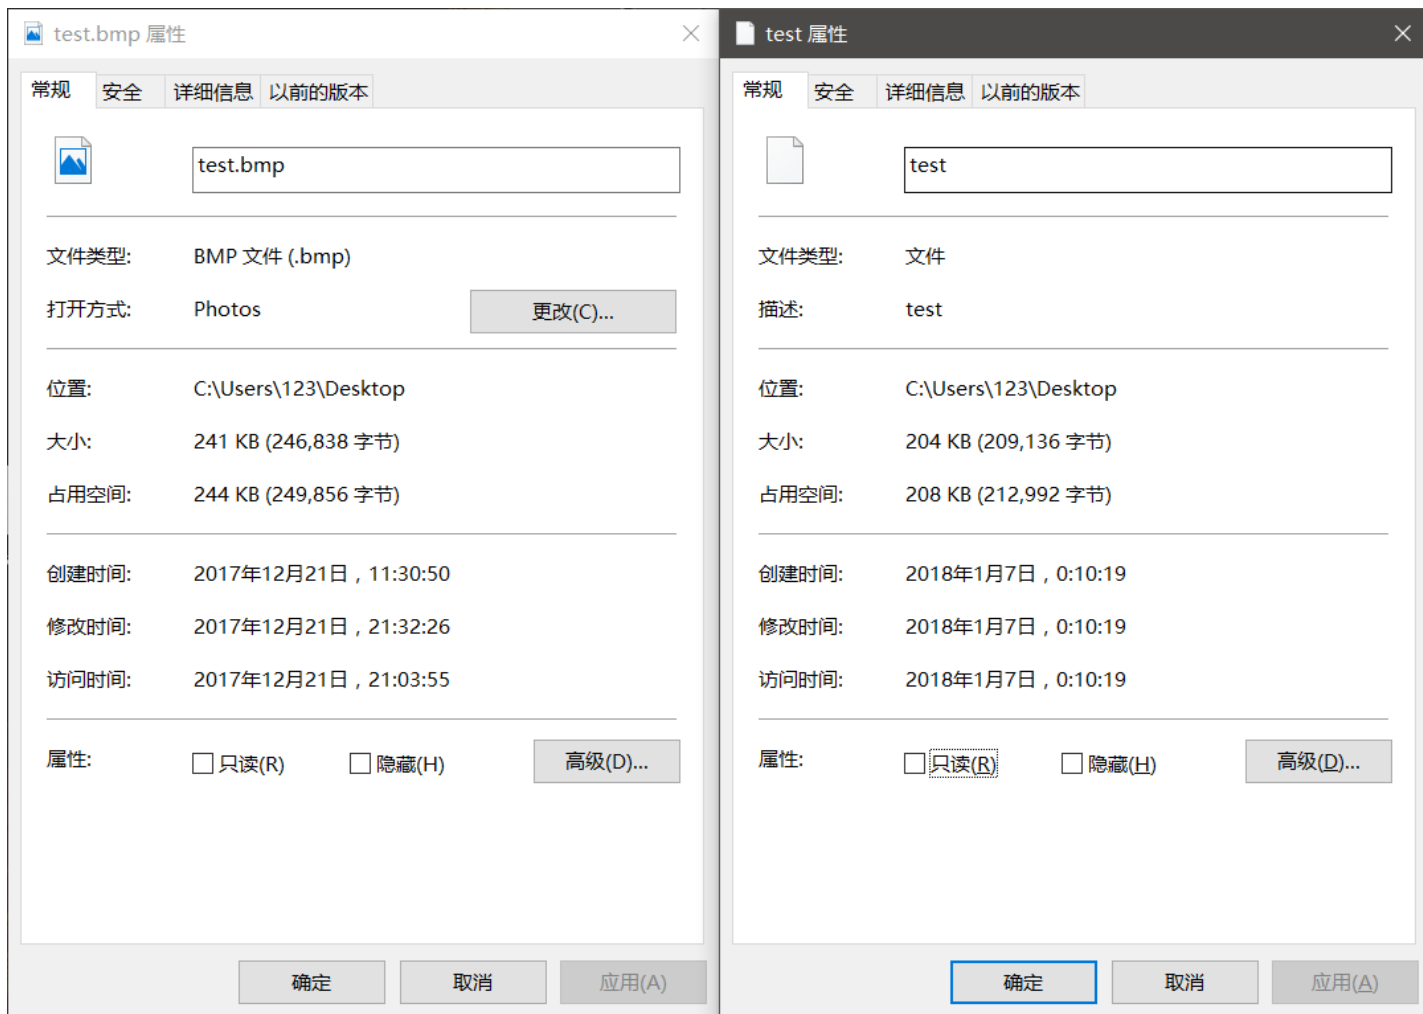 test.bmp 属性
常规 安全 详细信息 以前的版本
test.bmp
文件类型: BMP 文件 (.bmp)
打开方式: Photos 更改(C)...
位置: C:\Users\123\Desktop
大小: 241 KB (246,838 字节)
占用空间: 244 KB (249,856 字节)
创建时间: 2017年12月21日，11:30:50
修改时间: 2017年12月21日，21:32:26
访问时间: 2017年12月21日，21:03:55
属性: 只读(R) 隐藏(H) 高级(D)...
确定 取消 应用(A)
test 属性
常规 安全 详细信息 以前的版本
test
文件类型: 文件
描述: test
位置: C:\Users\123\Desktop
大小: 204 KB (209,136 字节)
占用空间: 208 KB (212,992 字节)
创建时间: 2018年1月7日，0:10:19
修改时间: 2018年1月7日，0:10:19
访问时间: 2018年1月7日，0:10:19
属性: 只读(R) 隐藏(H) 高级(D)...
确定 取消 应用(A)